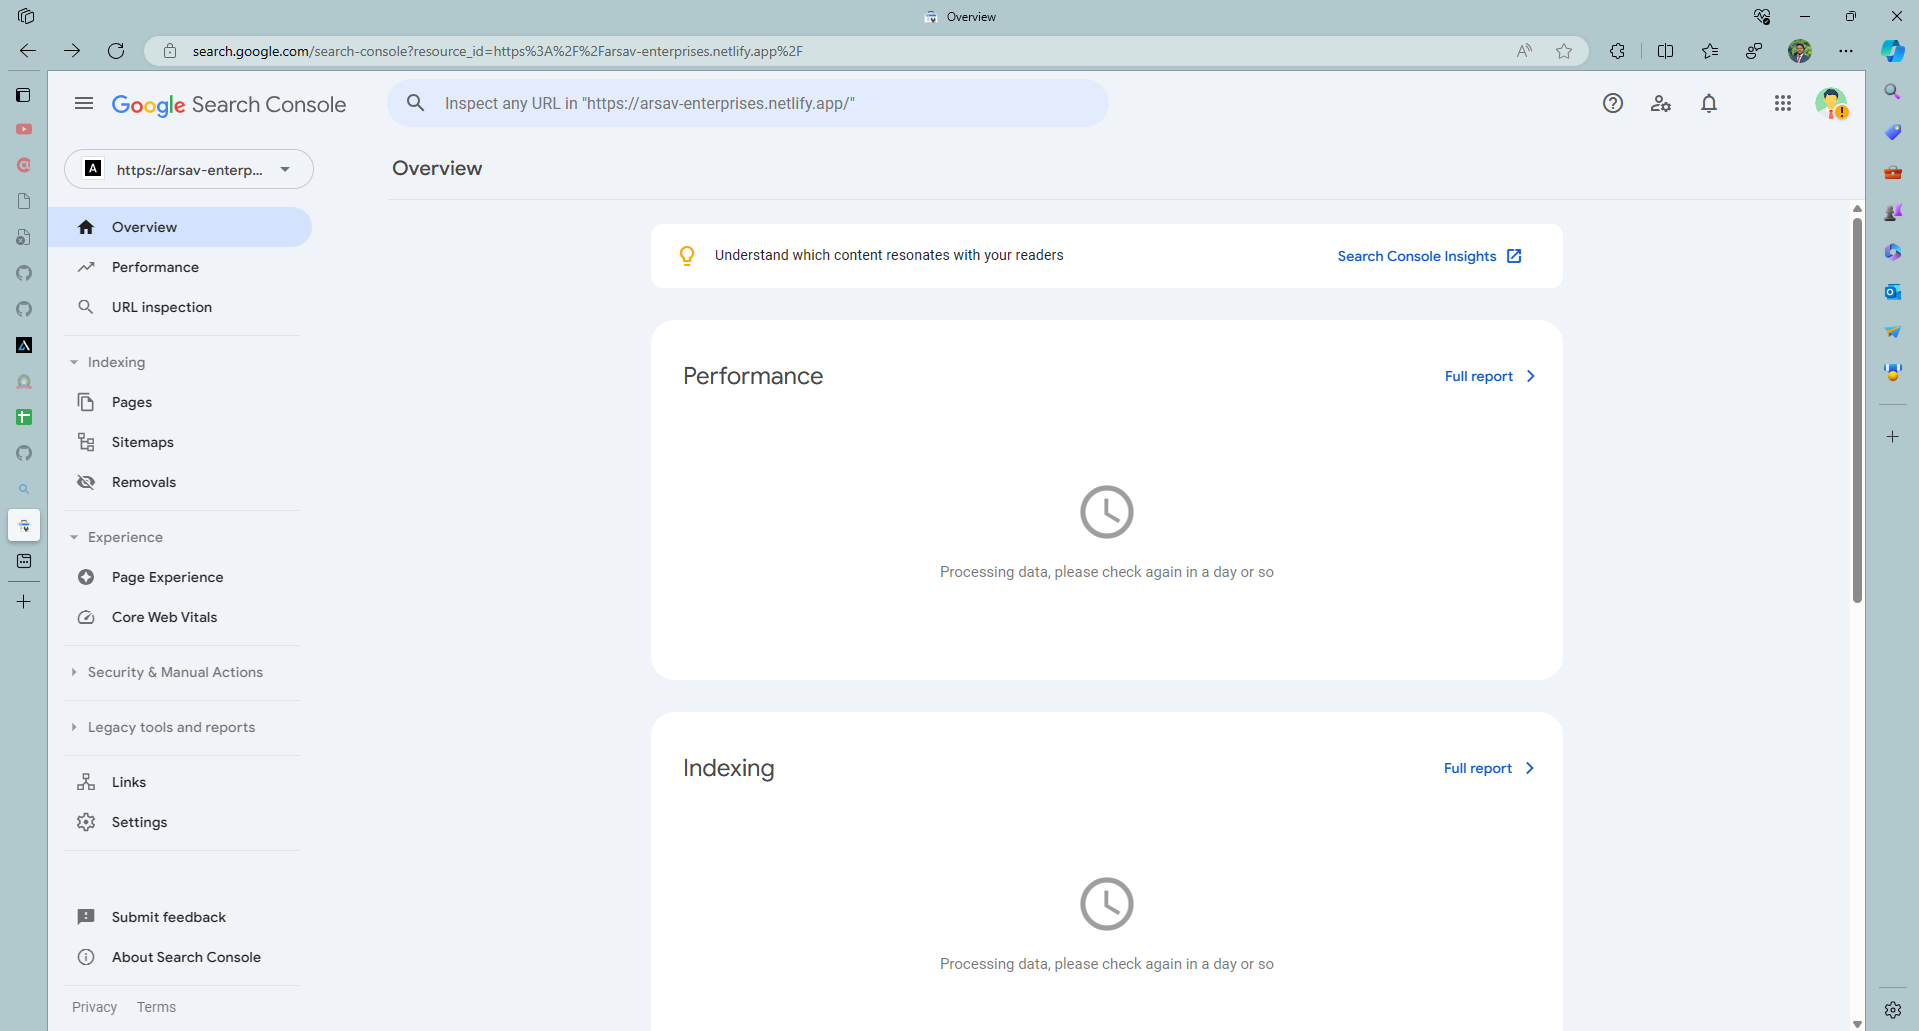 Overview
search.google.com/search-console?resource_id=https%3A%2F%2Farsav-enterprises.netlify.app%2F
Google Search Console
Inspect any URL in "https://arsav-enterprises.netlify.app/"
A https://arsav-enterp...
Overview
Overview
Performance
URL inspection
Indexing
Pages
Sitemaps
Removals
Experience
Page Experience
Core Web Vitals
Security & Manual Actions
Legacy tools and reports
Links
Settings
Submit feedback
About Search Console
Privacy Terms
Understand which content resonates with your readers
Search Console Insights
Performance
Full report
Processing data, please check again in a day or so
Indexing
Full report
Processing data, please check again in a day or so